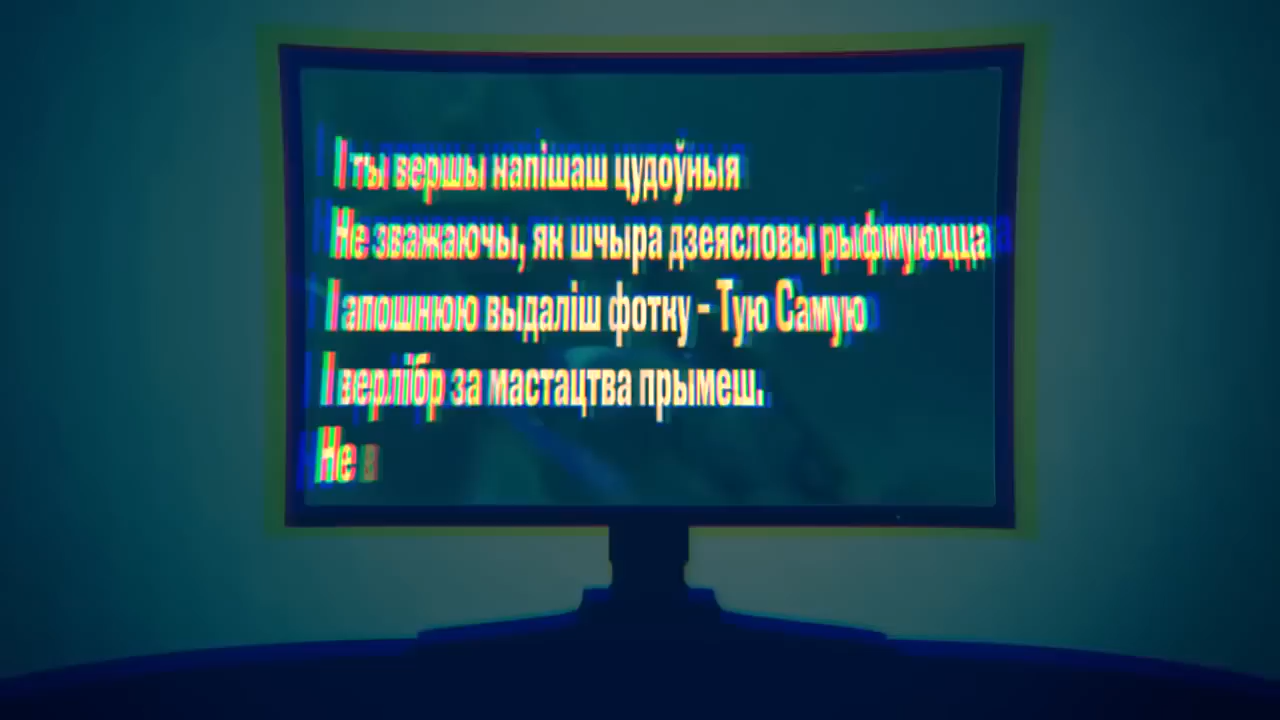 І ты вершы напішаш цудоўныя
Не зважаючы, як шчыра дзеясловы рыфмуюцца
І апошнюю выдаліш фотку – Тую Самую
І верлібр за мастацтва прымеш.
Не в